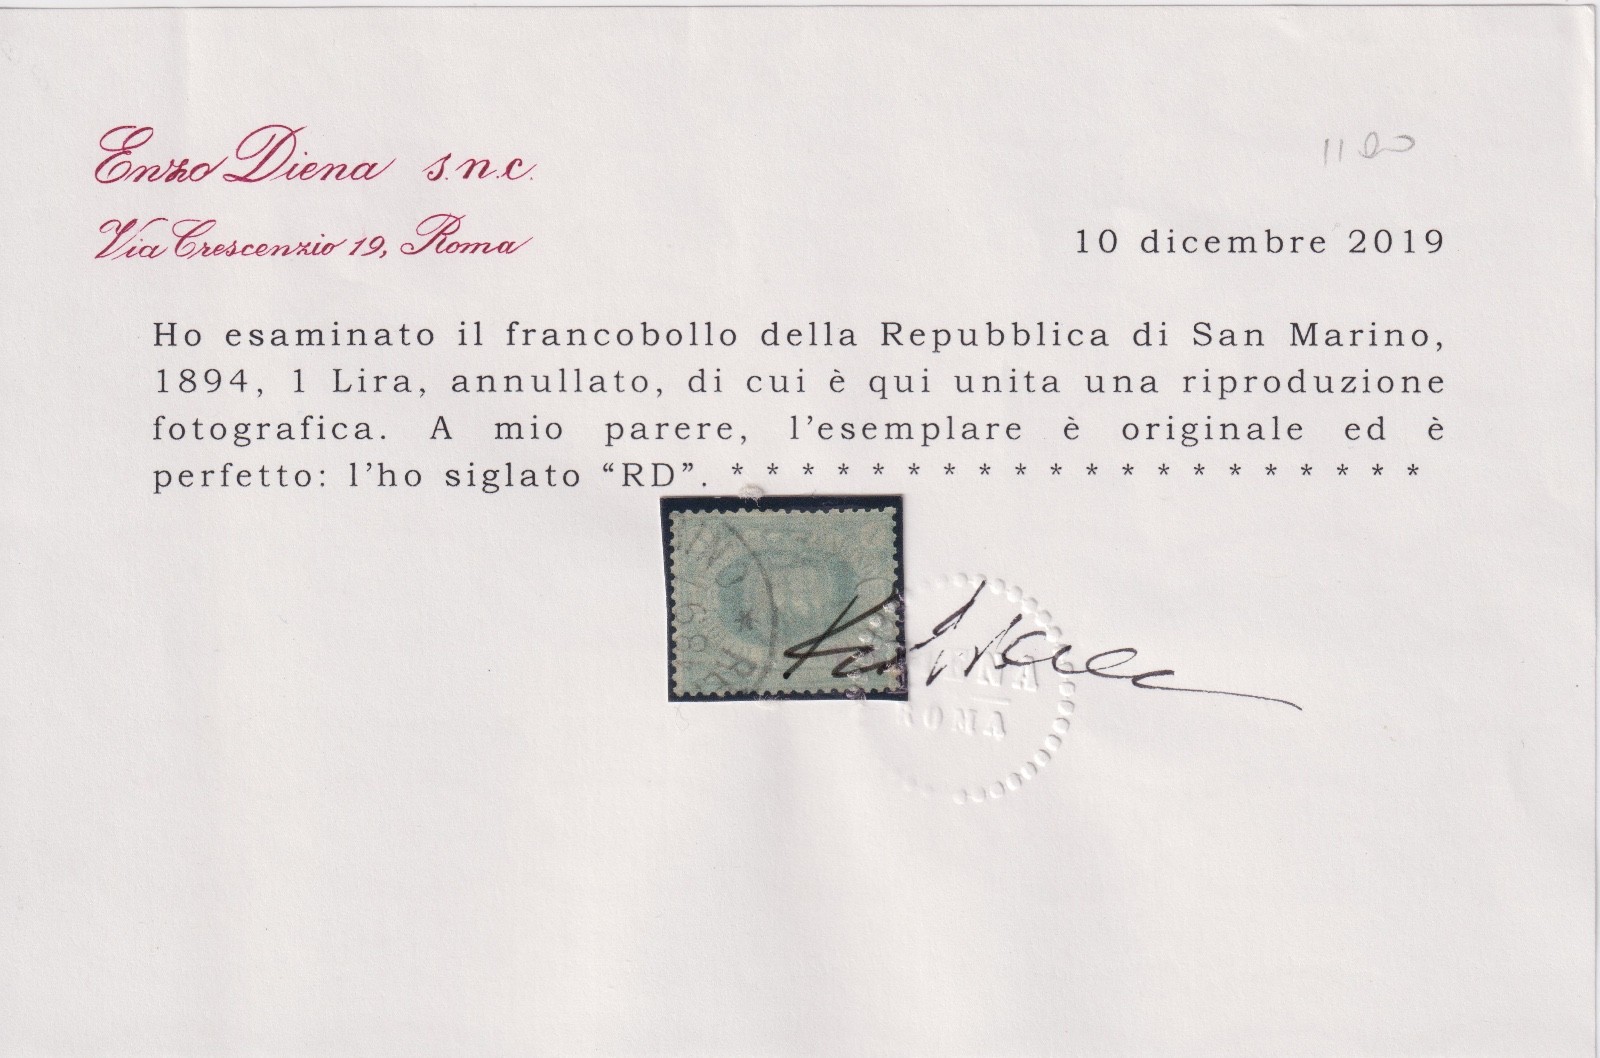 Enzo Diena s.n.c.
Via Crescenzio 19, Roma
10 dicembre 2019
Ho esaminato il francobollo della Repubblica di San Marino,
1894, 1 Lira, annullato, di cui è qui unita una riproduzione
fotografica. A mio parere, l'esemplare è originale ed è
perfetto: l'ho siglato “RD”. * * * * * * * * * * * * * * * * * * * *